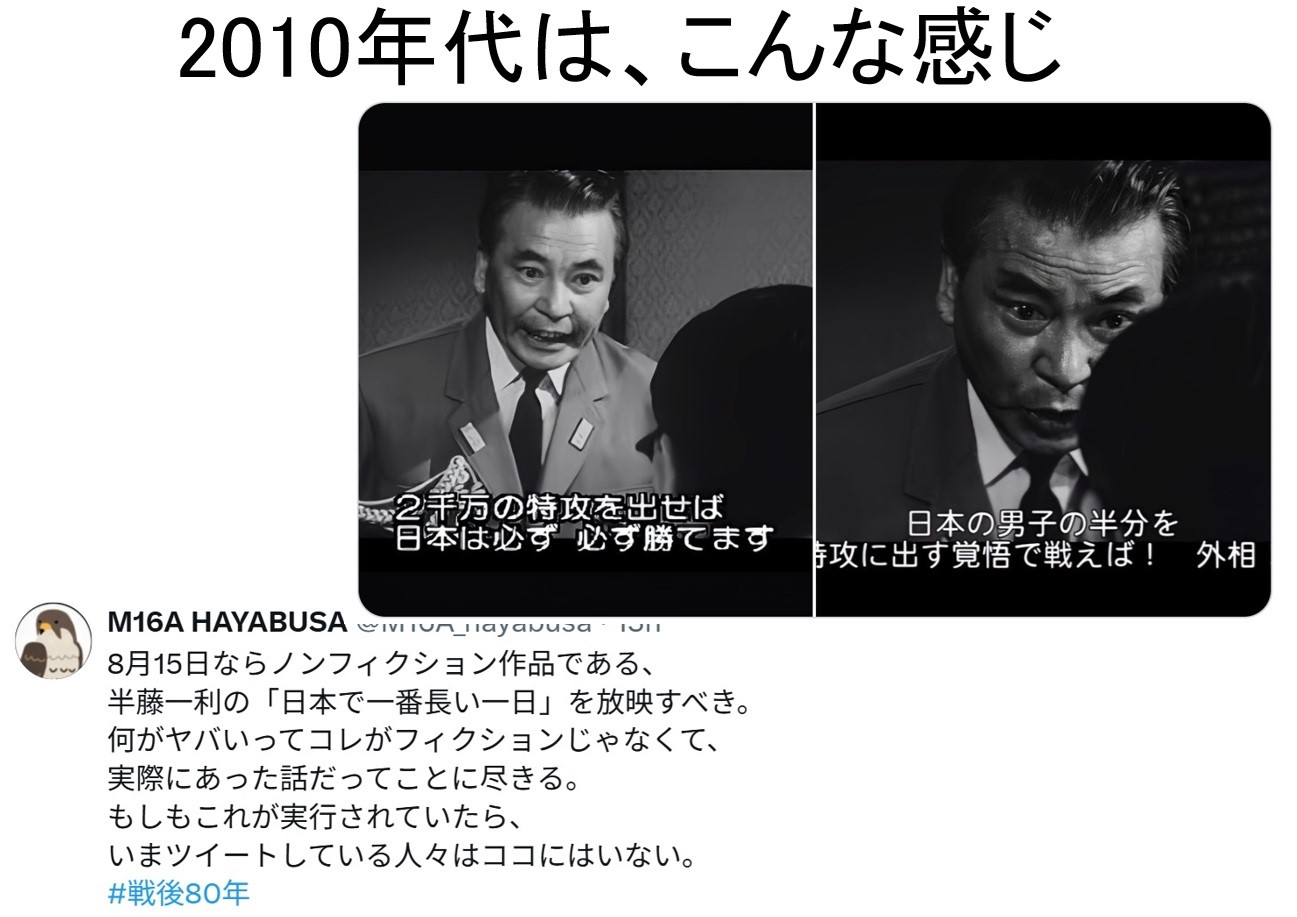 2010年代は、こんな感じ
2千万の特攻を出せば
日本は必ず 必ず勝てます
日本の男子の半分を
特攻に出す覚悟で戦えば！ 外相
M16A HAYABUSA @M16A_hayabusa · 15h
8月15日ならノンフィクション作品である、
半藤一利の「日本で一番長い一日」を放映すべき。
何がヤバいってコレがフィクションじゃなくて、
実際にあった話だってことに尽きる。
もしもこれが実行されていたら、
いまツイートしている人々はココにはいない。
#戦後80年